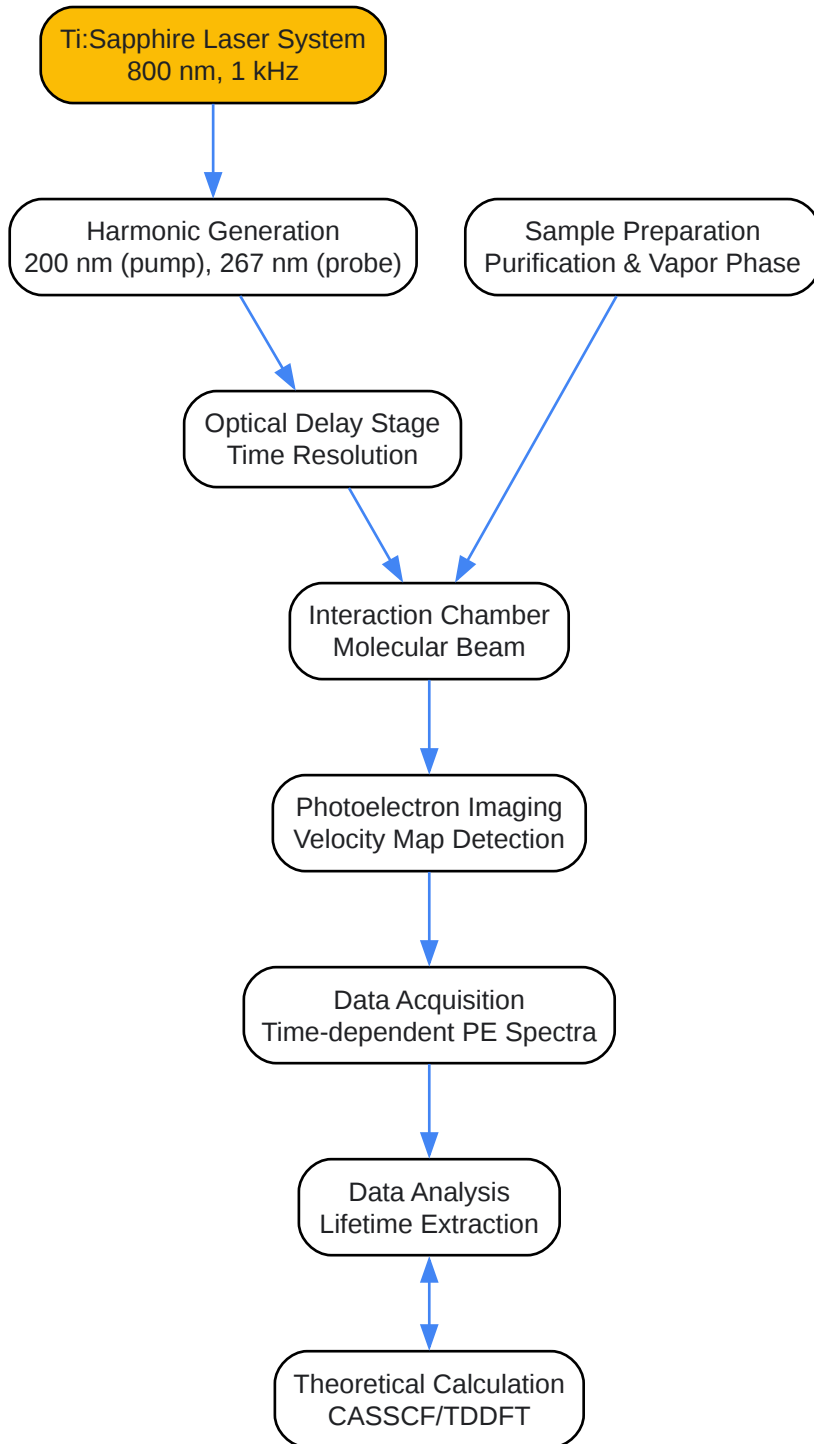 Ti:Sapphire Laser System
800 nm, 1 kHz
Harmonic Generation
200 nm (pump), 267 nm (probe)
Sample Preparation
Purification & Vapor Phase
Optical Delay Stage
Time Resolution
Interaction Chamber
Molecular Beam
Photoelectron Imaging
Velocity Map Detection
Data Acquisition
Time-dependent PE Spectra
Data Analysis
Lifetime Extraction
Theoretical Calculation
CASSCF/TDDFT